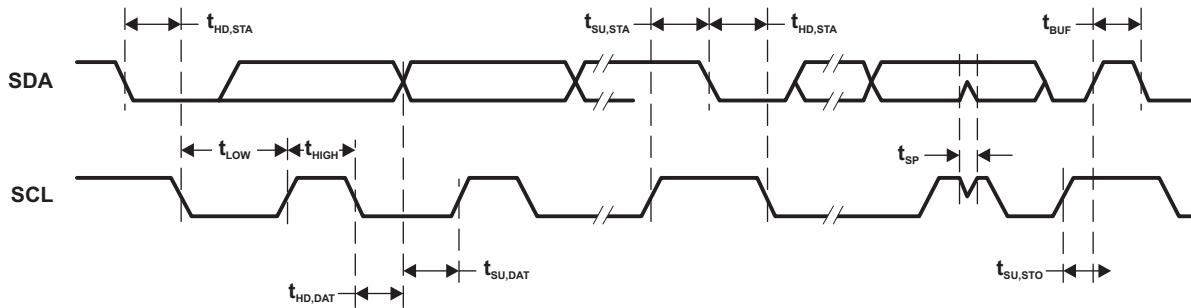 tHD,STA
tSU,STA
tHD,STA
tBUF
SDA
tLOW
tHIGH
tSP
SCL
tSU,DAT
tSU,STO
tHD,DAT